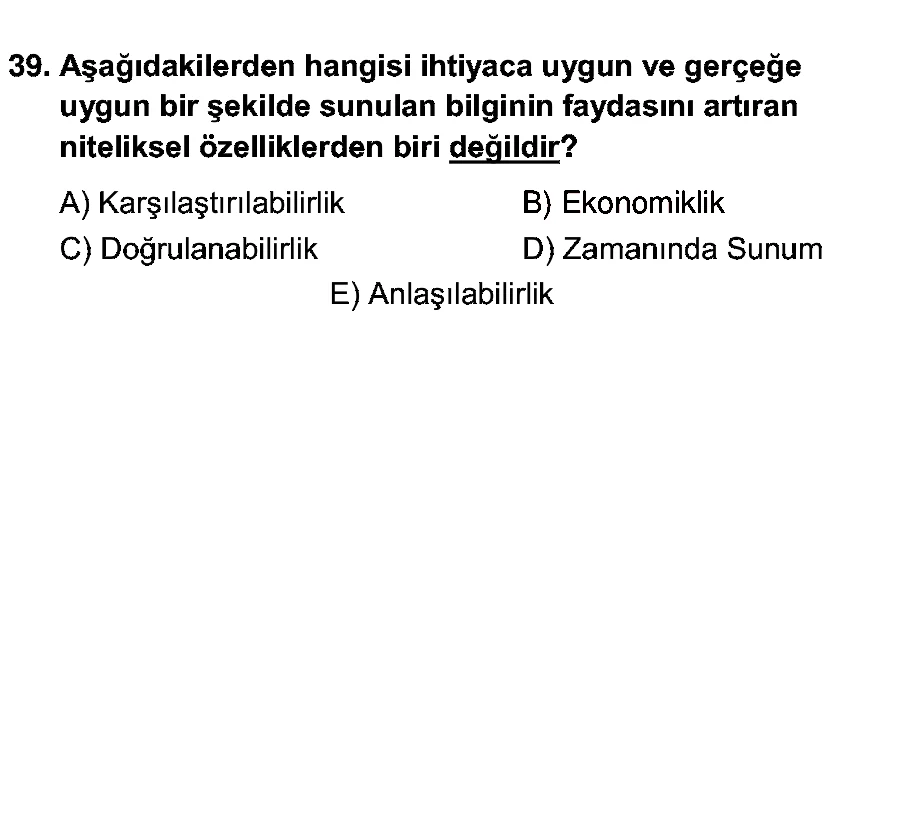 39. Aşağıdakilerden hangisi ihtiyaca uygun ve gerçeğe
uygun bir şekilde sunulan bilginin faydasını artıran
niteliksel özelliklerden biri değildir?
A) Karşılaştırılabilirlik B) Ekonomiklik
C) Doğrulanabilirlik D) Zamanında Sunum
E) Anlaşılabilirlik